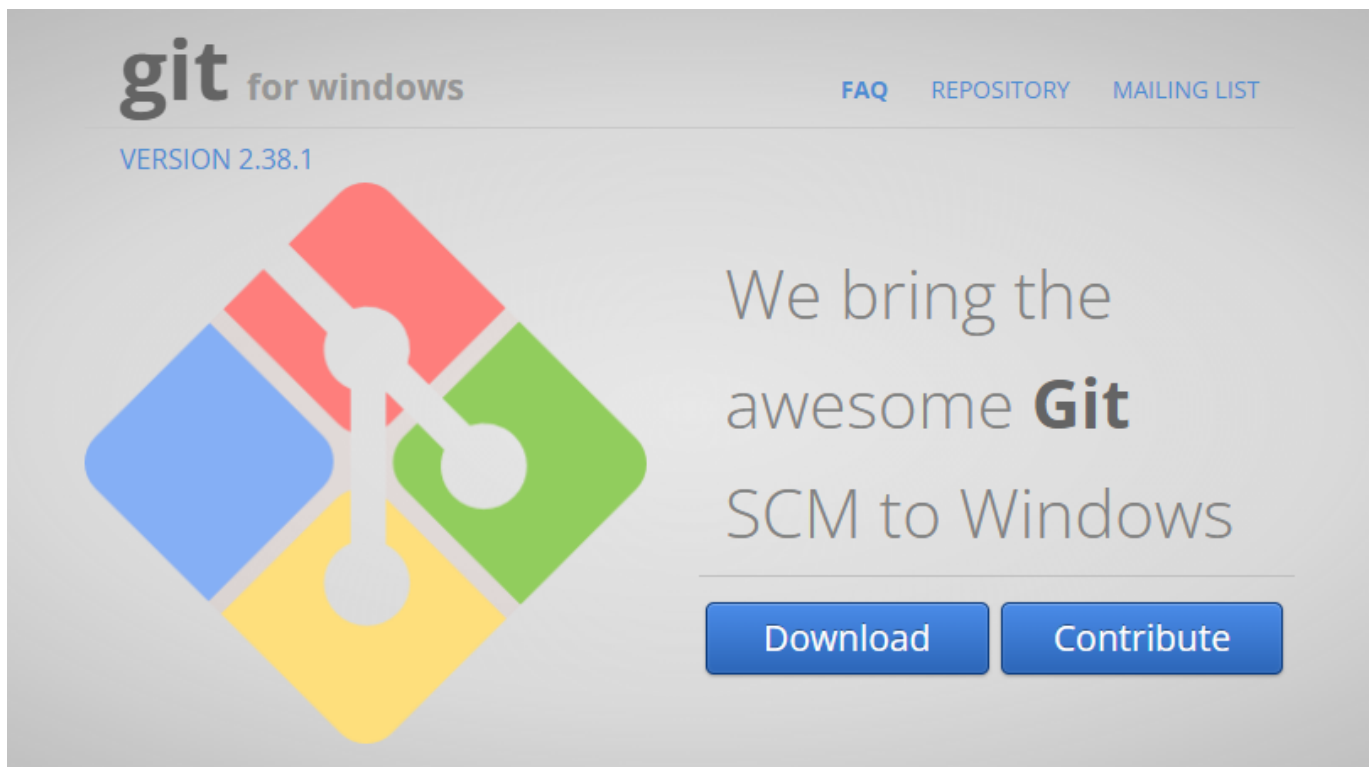 git for windows
FAQ REPOSITORY MAILING LIST
VERSION 2.38.1
We bring the
awesome Git
SCM to Windows
Download Contribute